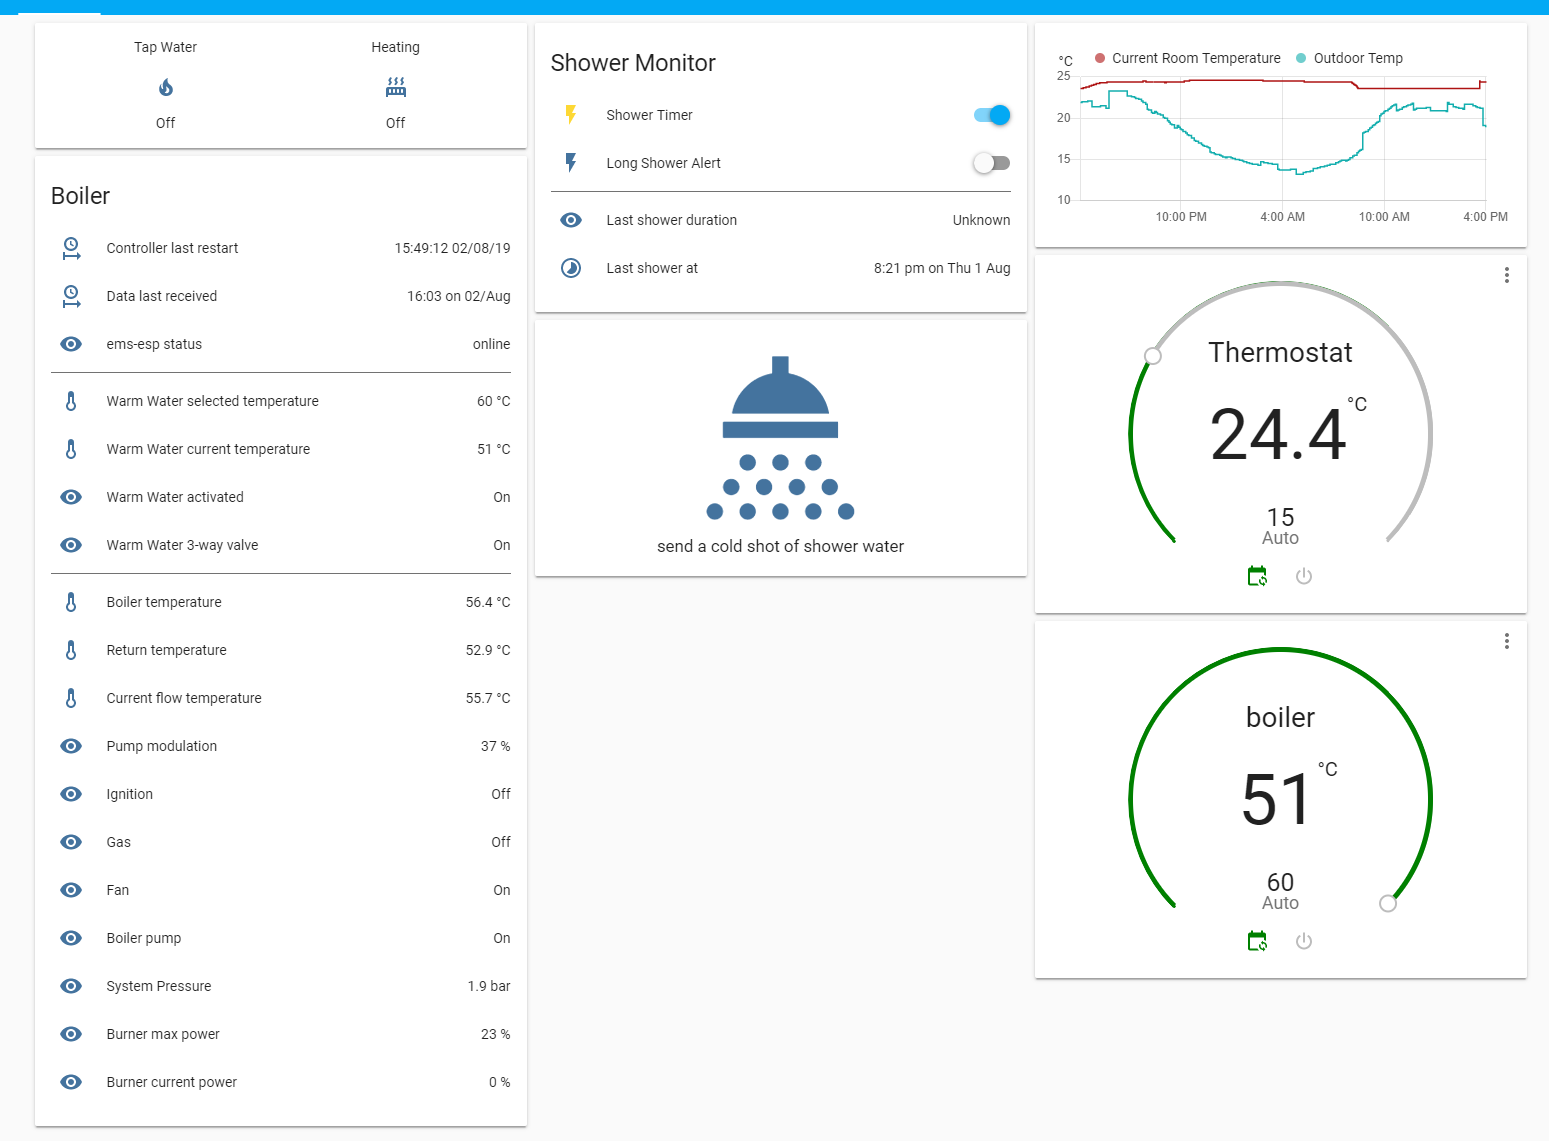 Tap Water
Heating
Off
Off
Boiler
Controller last restart 15:49:12 02/08/19
Data last received 16:03 on 02/Aug
ems-esp status online
Warm Water selected temperature 60 °C
Warm Water current temperature 51 °C
Warm Water activated On
Warm Water 3-way valve On
Boiler temperature 56.4 °C
Return temperature 52.9 °C
Current flow temperature 55.7 °C
Pump modulation 37 %
Ignition Off
Gas Off
Fan On
Boiler pump On
System Pressure 1.9 bar
Burner max power 23 %
Burner current power 0 %
Shower Monitor
Shower Timer
Long Shower Alert
Last shower duration Unknown
Last shower at 8:21 pm on Thu 1 Aug
send a cold shot of shower water
°C
Current Room Temperature Outdoor Temp
25
20
15
10
10:00 PM 4:00 AM 10:00 AM 4:00 PM
Thermostat
24.4 °C
15
Auto
boiler
51 °C
60
Auto